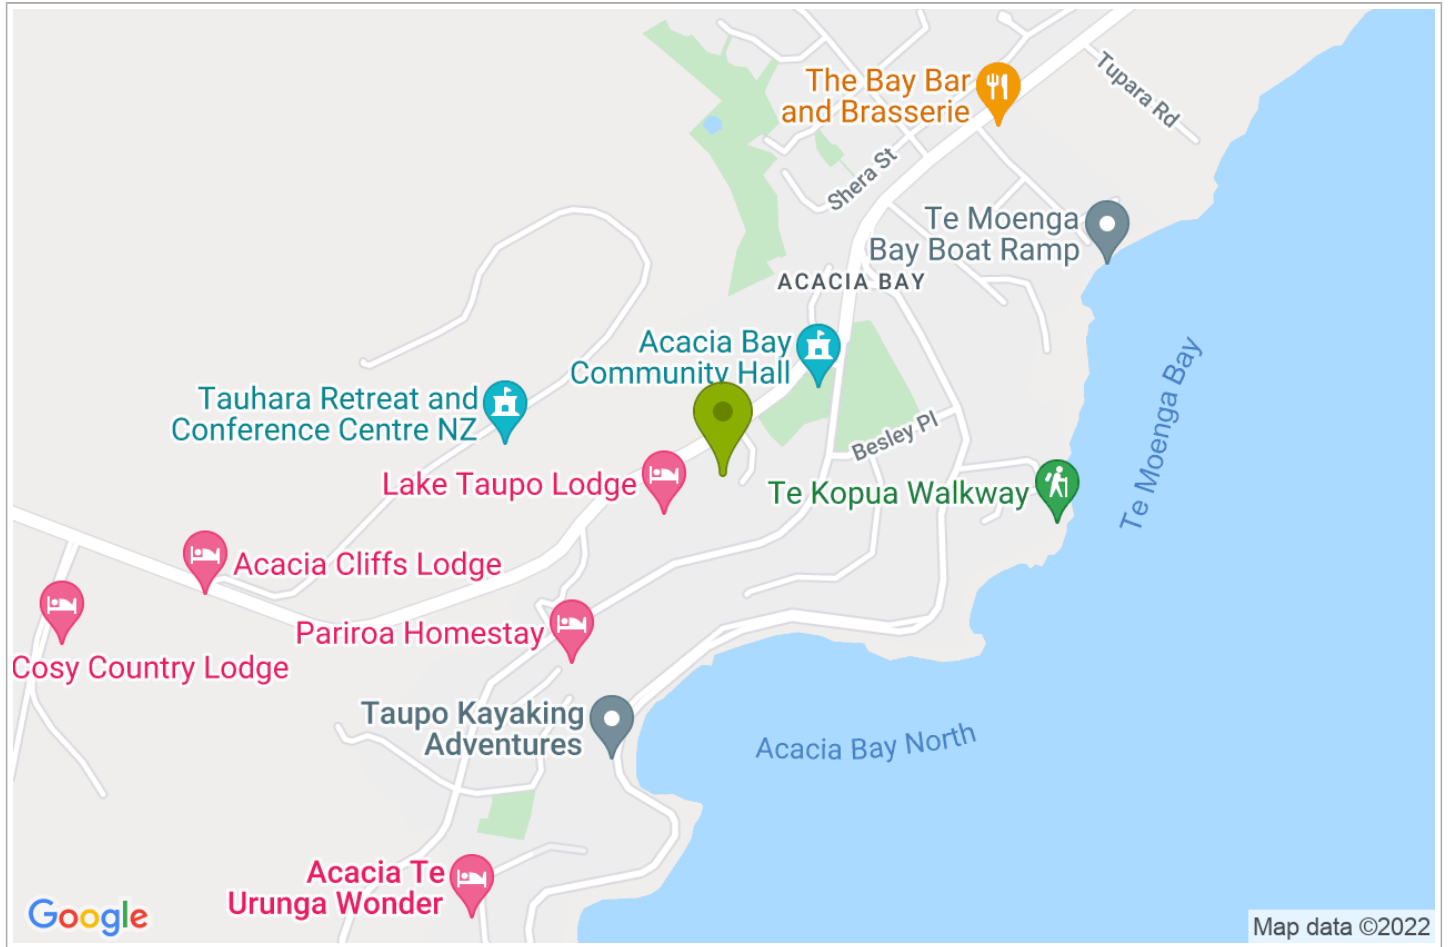 The Bay Bar
and Brasserie
Tupara Rd
Shera St
Te Moenga
Bay Boat Ramp
ACACIA BAY
Acacia Bay
Community Hall
Tauhara Retreat and
Conference Centre NZ
Besley Pl
Te Moenga Bay
Lake Taupo Lodge
Te Kopua Walkway
Acacia Cliffs Lodge
Pariroa Homestay
Cosy Country Lodge
Taupo Kayaking
Adventures
Acacia Bay North
Acacia Te
Urunga Wonder
Google
Map data ©2022